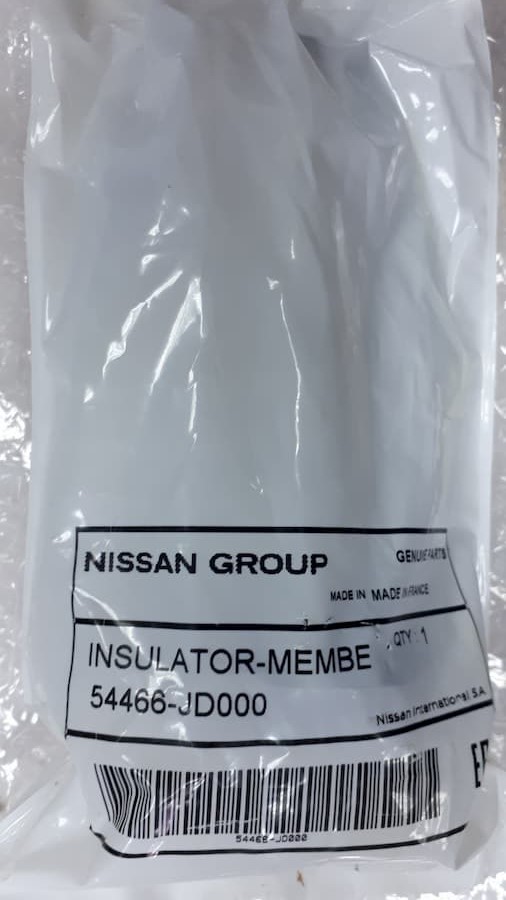 NISSAN GROUP
GENUINE PARTS
MADE IN MADE IN FRANCE
INSULATOR-MEMBE
QTY : 1
54466-JD000
Nissan International S.A.
54466-JD000